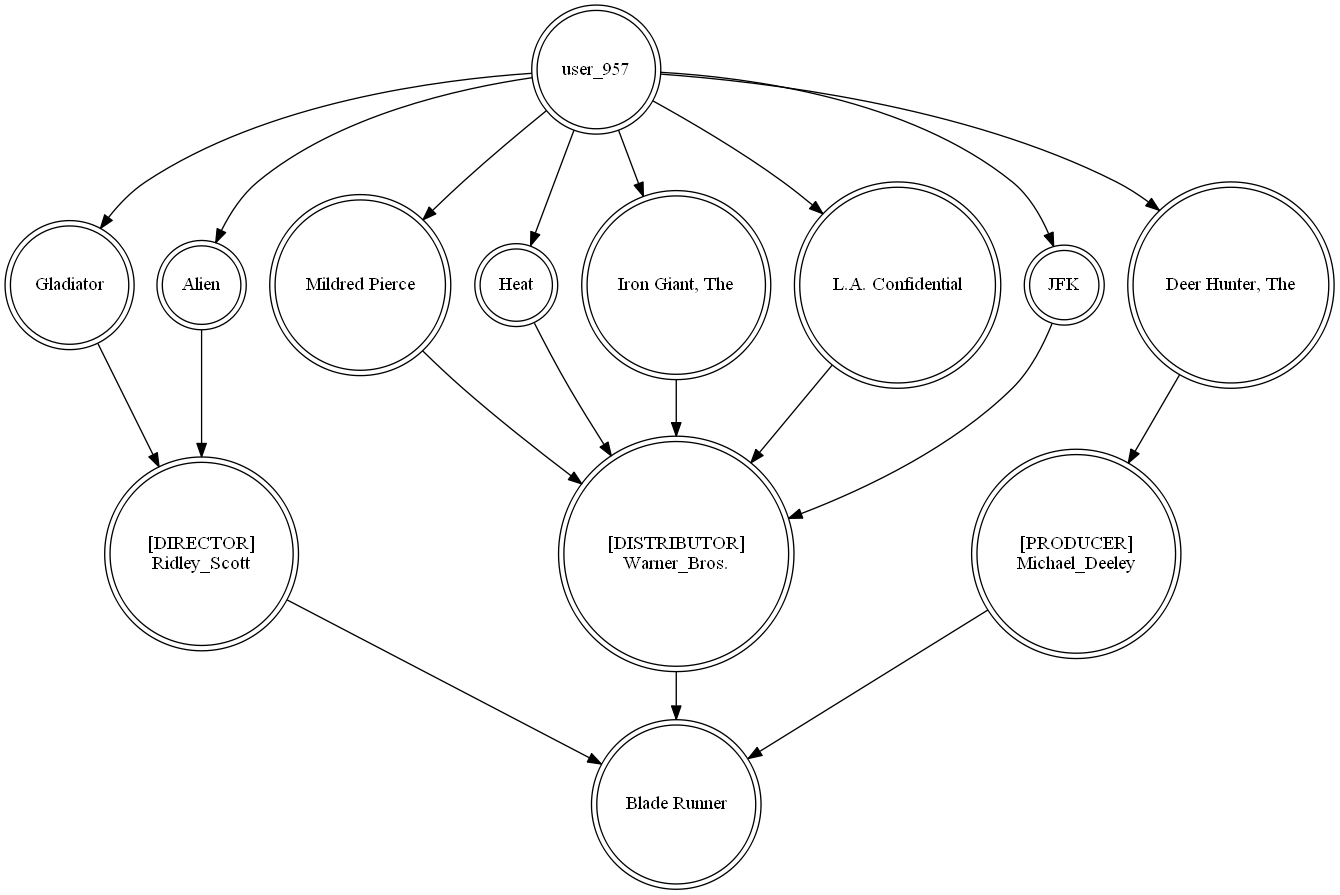 user_957
Gladiator
Alien
Mildred Pierce
Heat
Iron Giant, The
L.A. Confidential
JFK
Deer Hunter, The
[DIRECTOR]
Ridley_Scott
[DISTRIBUTOR]
Warner_Bros.
[PRODUCER]
Michael_Deeley
Blade Runner